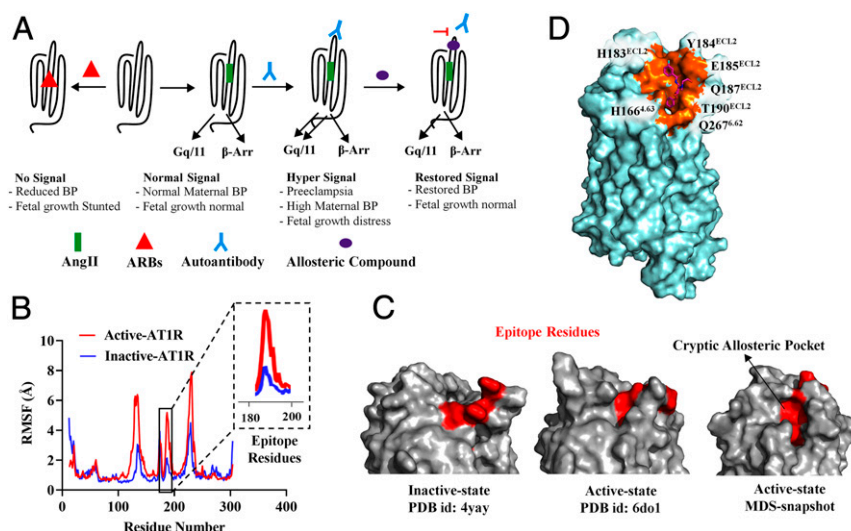 A
Gq/11 β-Arr
Gq/11 β-Arr
Gq/11 β-Arr
No Signal
- Reduced BP
- Fetal growth Stunted
Normal Signal
- Normal Maternal BP
- Fetal growth normal
Hyper Signal
- Preeclampsia
- High Maternal BP
- Fetal growth distress
Restored Signal
- Restored BP
- Fetal growth normal
AngII
ARBs
Autoantibody
Allosteric Compound
B
Active-AT1R
Inactive-AT1R
RMSF (Å)
10
8
6
4
2
0
0 100 200 300 400
Residue Number
183 200
Epitope
Residues
D
H183ECL2
Y184ECL2
E185ECL2
Q187ECL2
H1664.63
T190ECL2
Q2676.62
C
Epitope Residues
Cryptic Allosteric Pocket
Inactive-state
PDB id: 4yay
Active-state
PDB id: 6do1
Active-state
MDS-snapshot